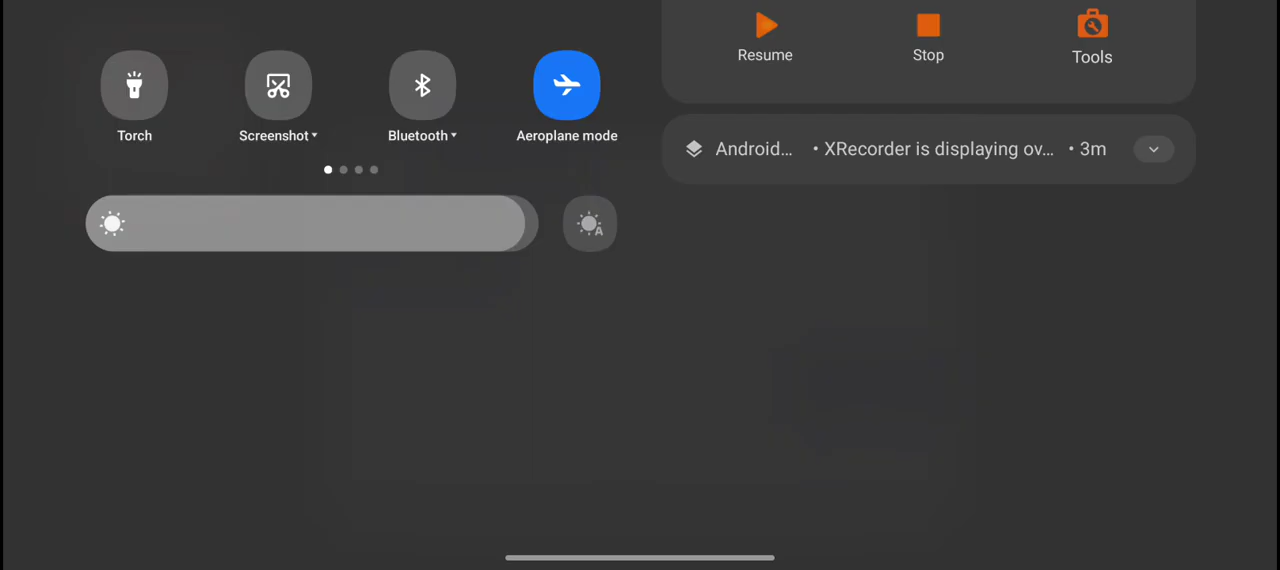 Resume Stop Tools
Torch Screenshot Bluetooth Aeroplane mode
Android... • XRecorder is displaying ov... • 3m
A